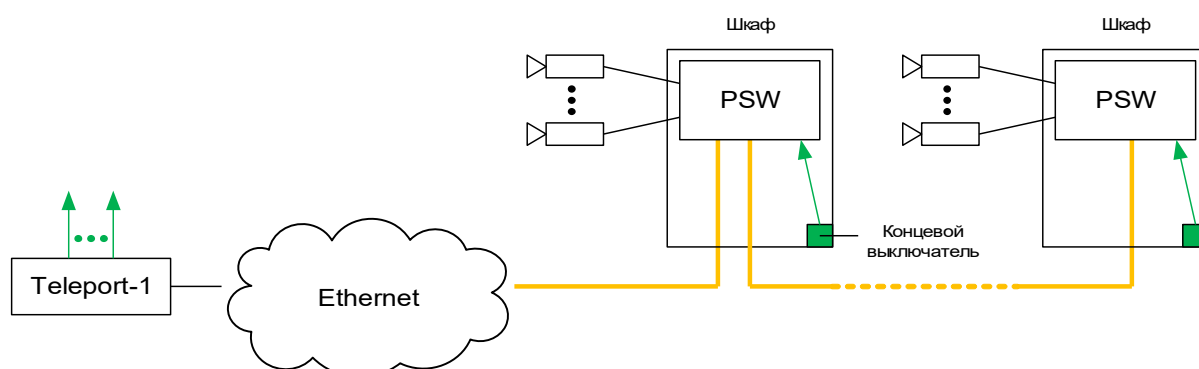 Шкаф
Шкаф
PSW
PSW
Концевой
выключатель
Teleport-1
Ethernet